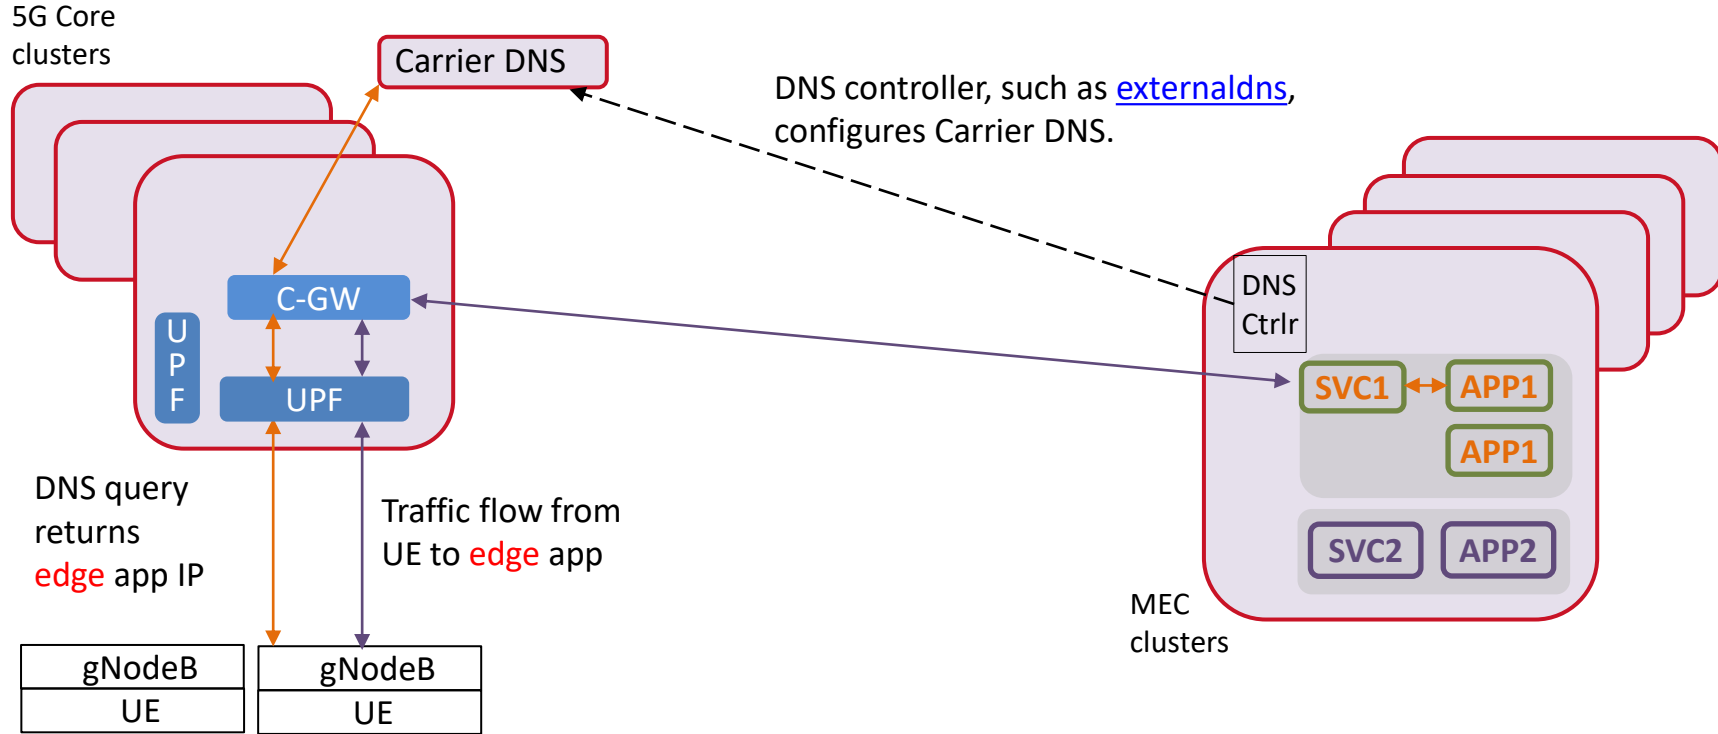 5G Core
clusters
Carrier DNS
DNS controller, such as externaldns,
configures Carrier DNS.
DNS
Ctrlr
C-GW
U
P
F
UPF
SVC1
APP1
APP1
SVC2
APP2
DNS query
returns
edge app IP
Traffic flow from
UE to edge app
MEC
clusters
gNodeB
UE
gNodeB
UE